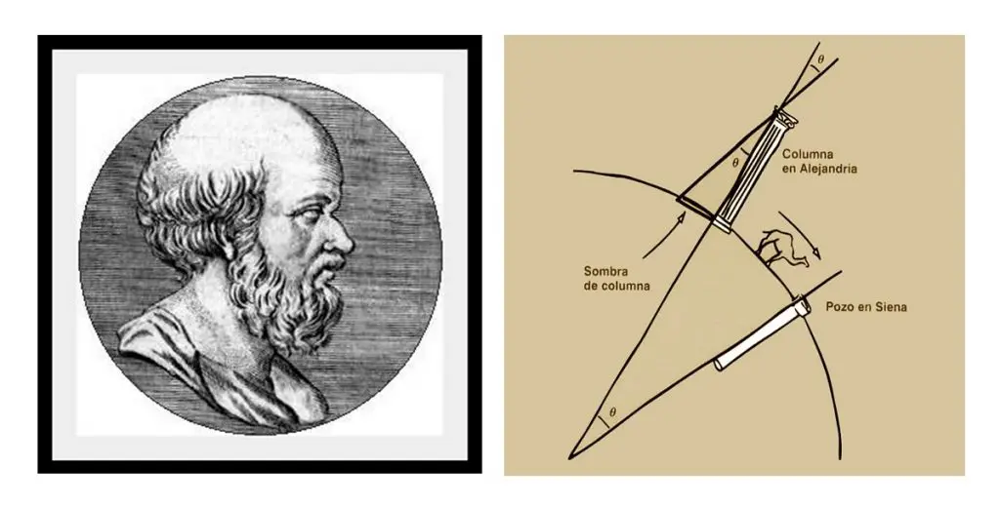 θ
Columna
en Alejandría
θ
Sombra
de columna
Pozo en Siena
θ